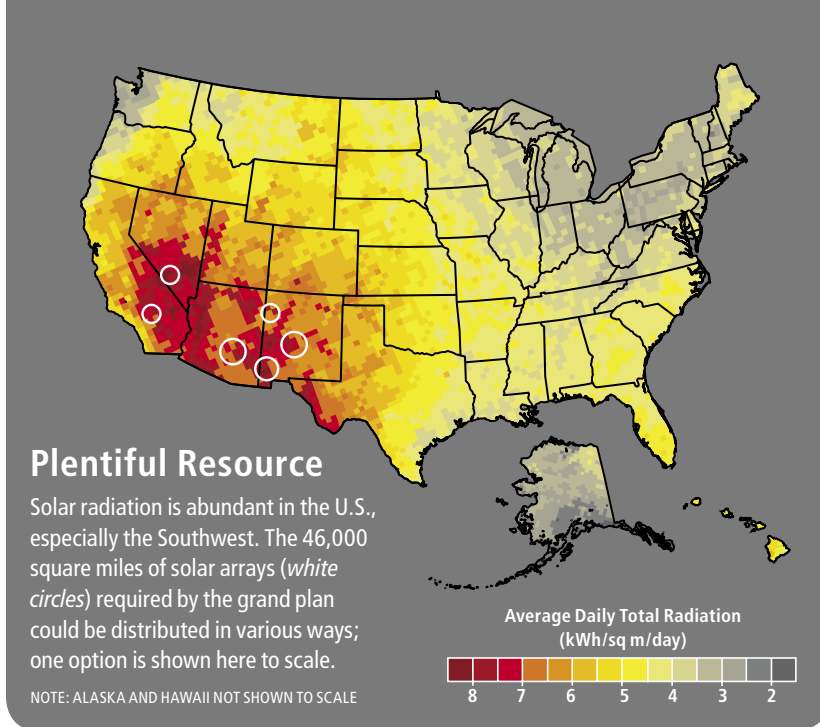 Plentiful Resource
Solar radiation is abundant in the U.S.,
especially the Southwest. The 46,000
square miles of solar arrays (white
circles) required by the grand plan
could be distributed in various ways;
one option is shown here to scale.
NOTE: ALASKA AND HAWAII NOT SHOWN TO SCALE
Average Daily Total Radiation
(kWh/sq m/day)
8 7 6 5 4 3 2